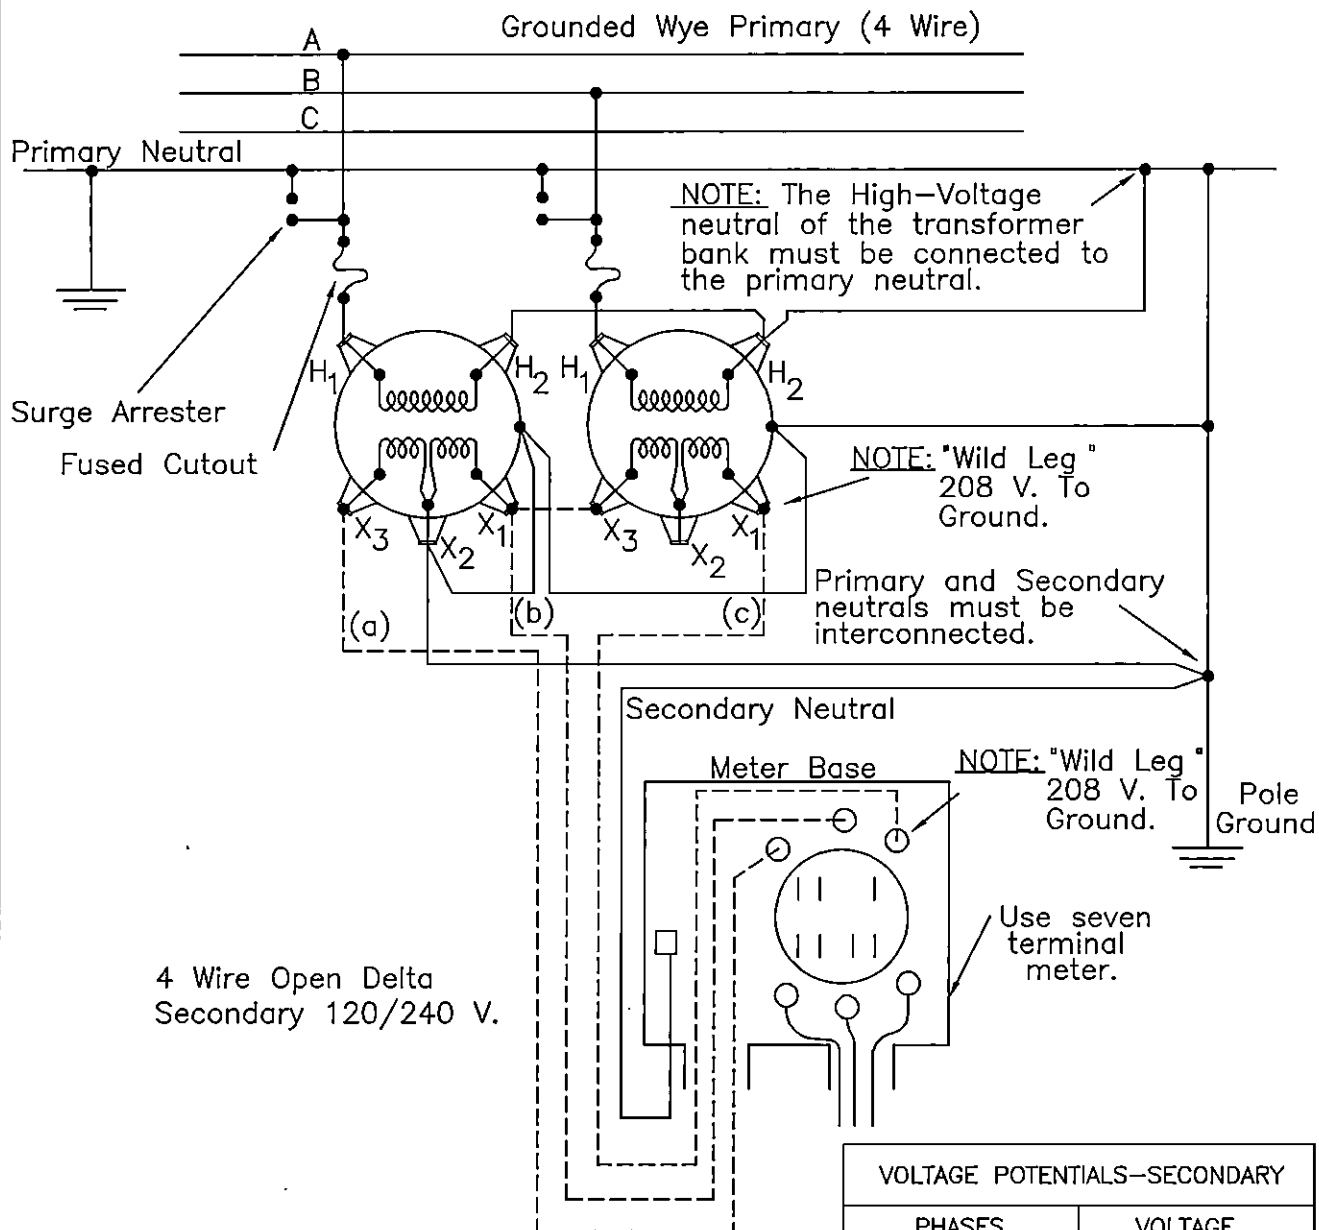 Grounded Wye Primary (4 Wire)
A
B
C
Primary Neutral
NOTE: The High-Voltage
neutral of the transformer
bank must be connected to
the primary neutral.
H1
H2
H1
H2
Surge Arrester
Fused Cutout
NOTE: "Wild Leg"
208 V. To
Ground.
X3
X2
X1
X3
X2
X1
(a)
(b)
(c)
Primary and Secondary
neutrals must be
interconnected.
Secondary Neutral
Meter Base
NOTE: "Wild Leg"
208 V. To
Ground.
Pole
Ground
Use seven
terminal
meter.
4 Wire Open Delta
Secondary 120/240 V.
VOLTAGE POTENTIALS-SECONDARY
PHASES
VOLTAGE